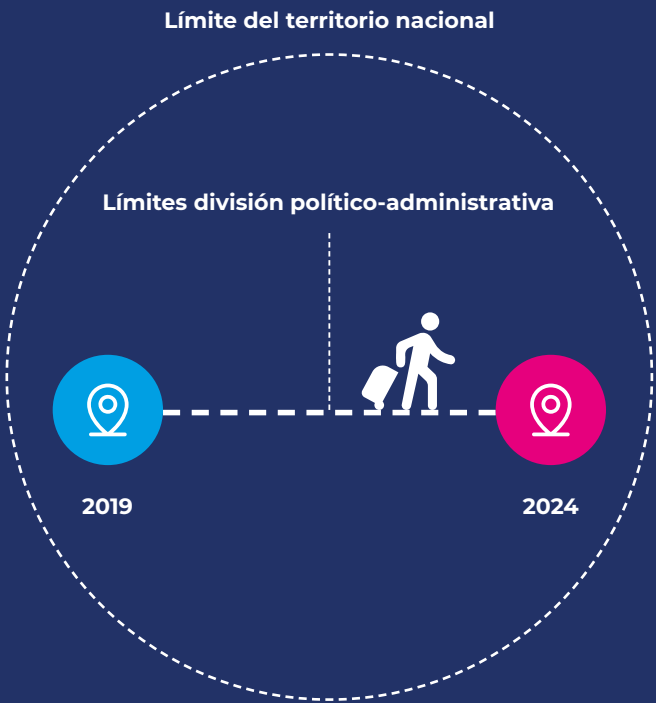 Límite del territorio nacional
Límites división político-administrativa
2019
2024